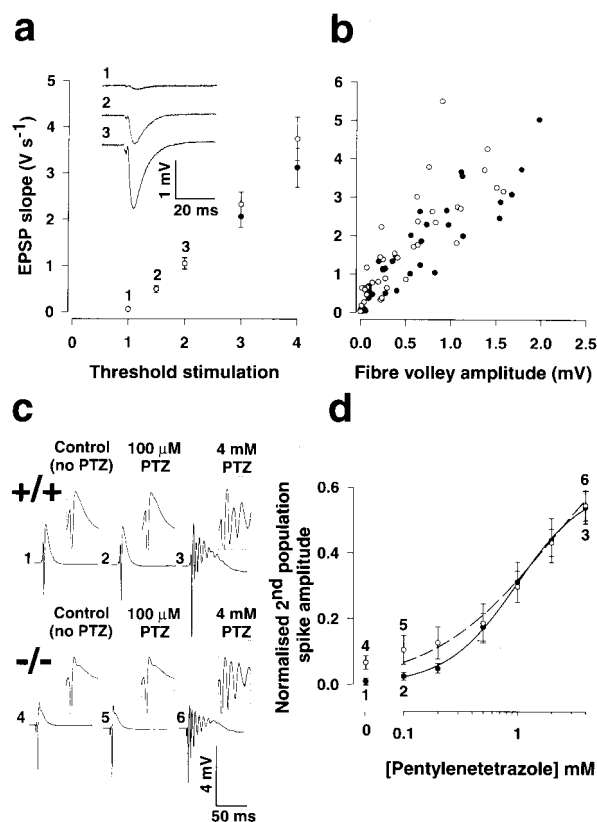 a
EPSP slope (V s⁻¹)
5
4
3
2
1
0
1
2
3
1 mV
20 ms
1
2
3
0
1
2
3
4
Threshold stimulation
b
6
5
4
3
2
1
0
0
0.5
1.0
1.5
2.0
2.5
Fibre volley amplitude (mV)
c
Control
(no PTZ)
100 µM
PTZ
4 mM
PTZ
+/+
1
2
3
Control
(no PTZ)
100 µM
PTZ
4 mM
PTZ
-/-
4
5
6
4 mV
50 ms
d
Normalised 2nd population
spike amplitude
0.6
0.4
0.2
0.0
4
1
5
2
6
3
0
0.1
1
[Pentylenetetrazole] mM